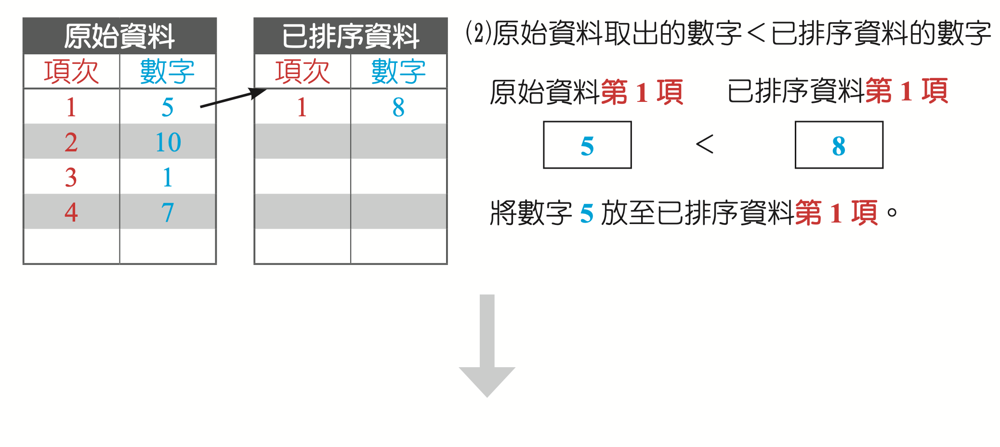 原始資料
項次 數字
1 5
2 10
3 1
4 7
已排序資料
項次 數字
1 8
(2)原始資料取出的數字<已排序資料的數字
原始資料第 1 項 已排序資料第 1 項
5 < 8
將數字 5 放至已排序資料第 1 項。